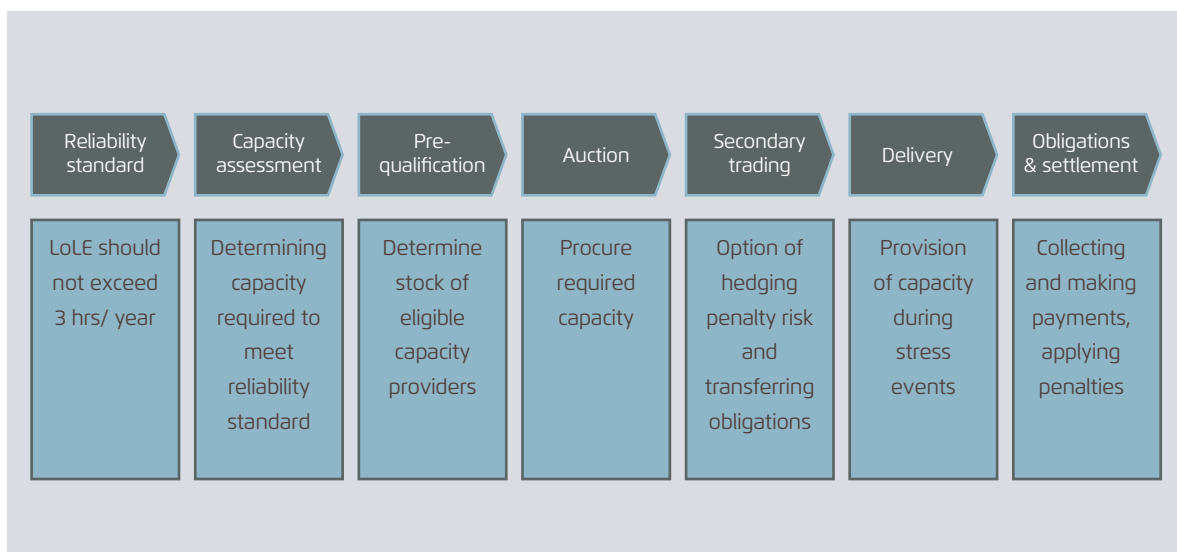 Reliability
standard
Capacity
assessment
Pre-
qualification
Auction
Secondary
trading
Delivery
Obligations
& settlement
LoLE should
not exceed
3 hrs/ year
Determining
capacity
required to
meet
reliability
standard
Determine
stock of
eligible
capacity
providers
Procure
required
capacity
Option of
hedging
penalty risk
and
transferring
obligations
Provision
of capacity
during
stress
events
Collecting
and making
payments,
applying
penalties